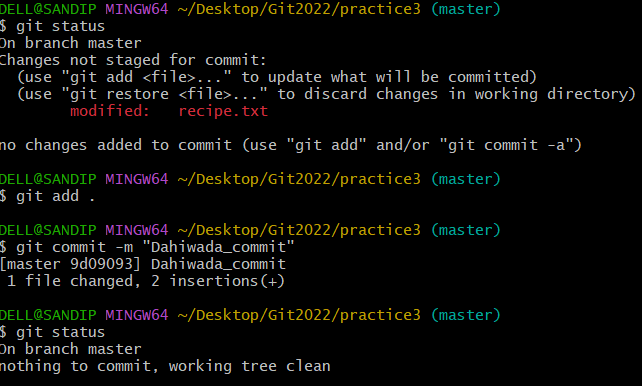 DELL@SANDIP MINGW64 ~/Desktop/Git2022/practice3 (master)
$ git status
On branch master
Changes not staged for commit:
  (use "git add <file>..." to update what will be committed)
  (use "git restore <file>..." to discard changes in working directory)
        modified:   recipe.txt

no changes added to commit (use "git add" and/or "git commit -a")

DELL@SANDIP MINGW64 ~/Desktop/Git2022/practice3 (master)
$ git add .

DELL@SANDIP MINGW64 ~/Desktop/Git2022/practice3 (master)
$ git commit -m "Dahiwada_commit"
[master 9d09093] Dahiwada_commit
 1 file changed, 2 insertions(+)

DELL@SANDIP MINGW64 ~/Desktop/Git2022/practice3 (master)
$ git status
On branch master
nothing to commit, working tree clean